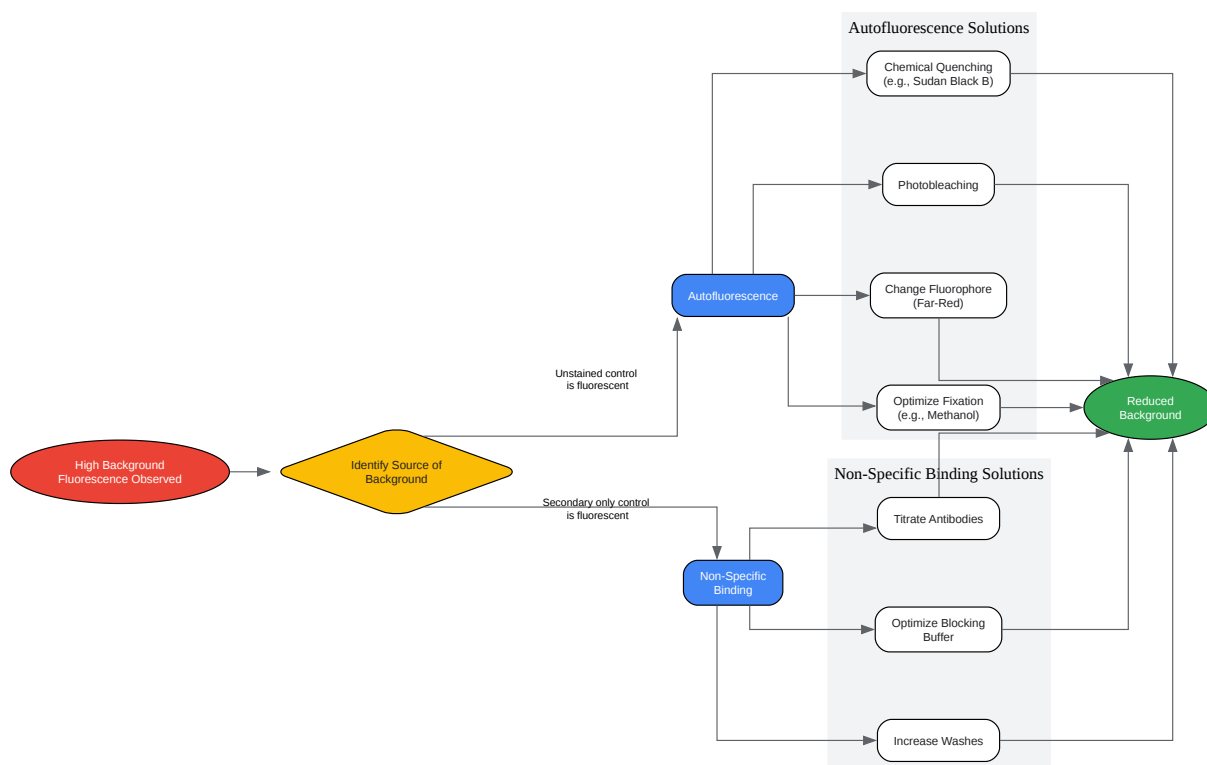 Autofluorescence Solutions
Chemical Quenching
(e.g., Sudan Black B)
Photobleaching
Autofluorescence
Change Fluorophore
(Far-Red)
Unstained control
is fluorescent
Optimize Fixation
(e.g., Methanol)
Reduced
Background
High Background
Fluorescence Observed
Identify Source of
Background
Non-Specific Binding Solutions
Secondary only control
is fluorescent
Titrate Antibodies
Non-Specific
Binding
Optimize Blocking
Buffer
Increase Washes